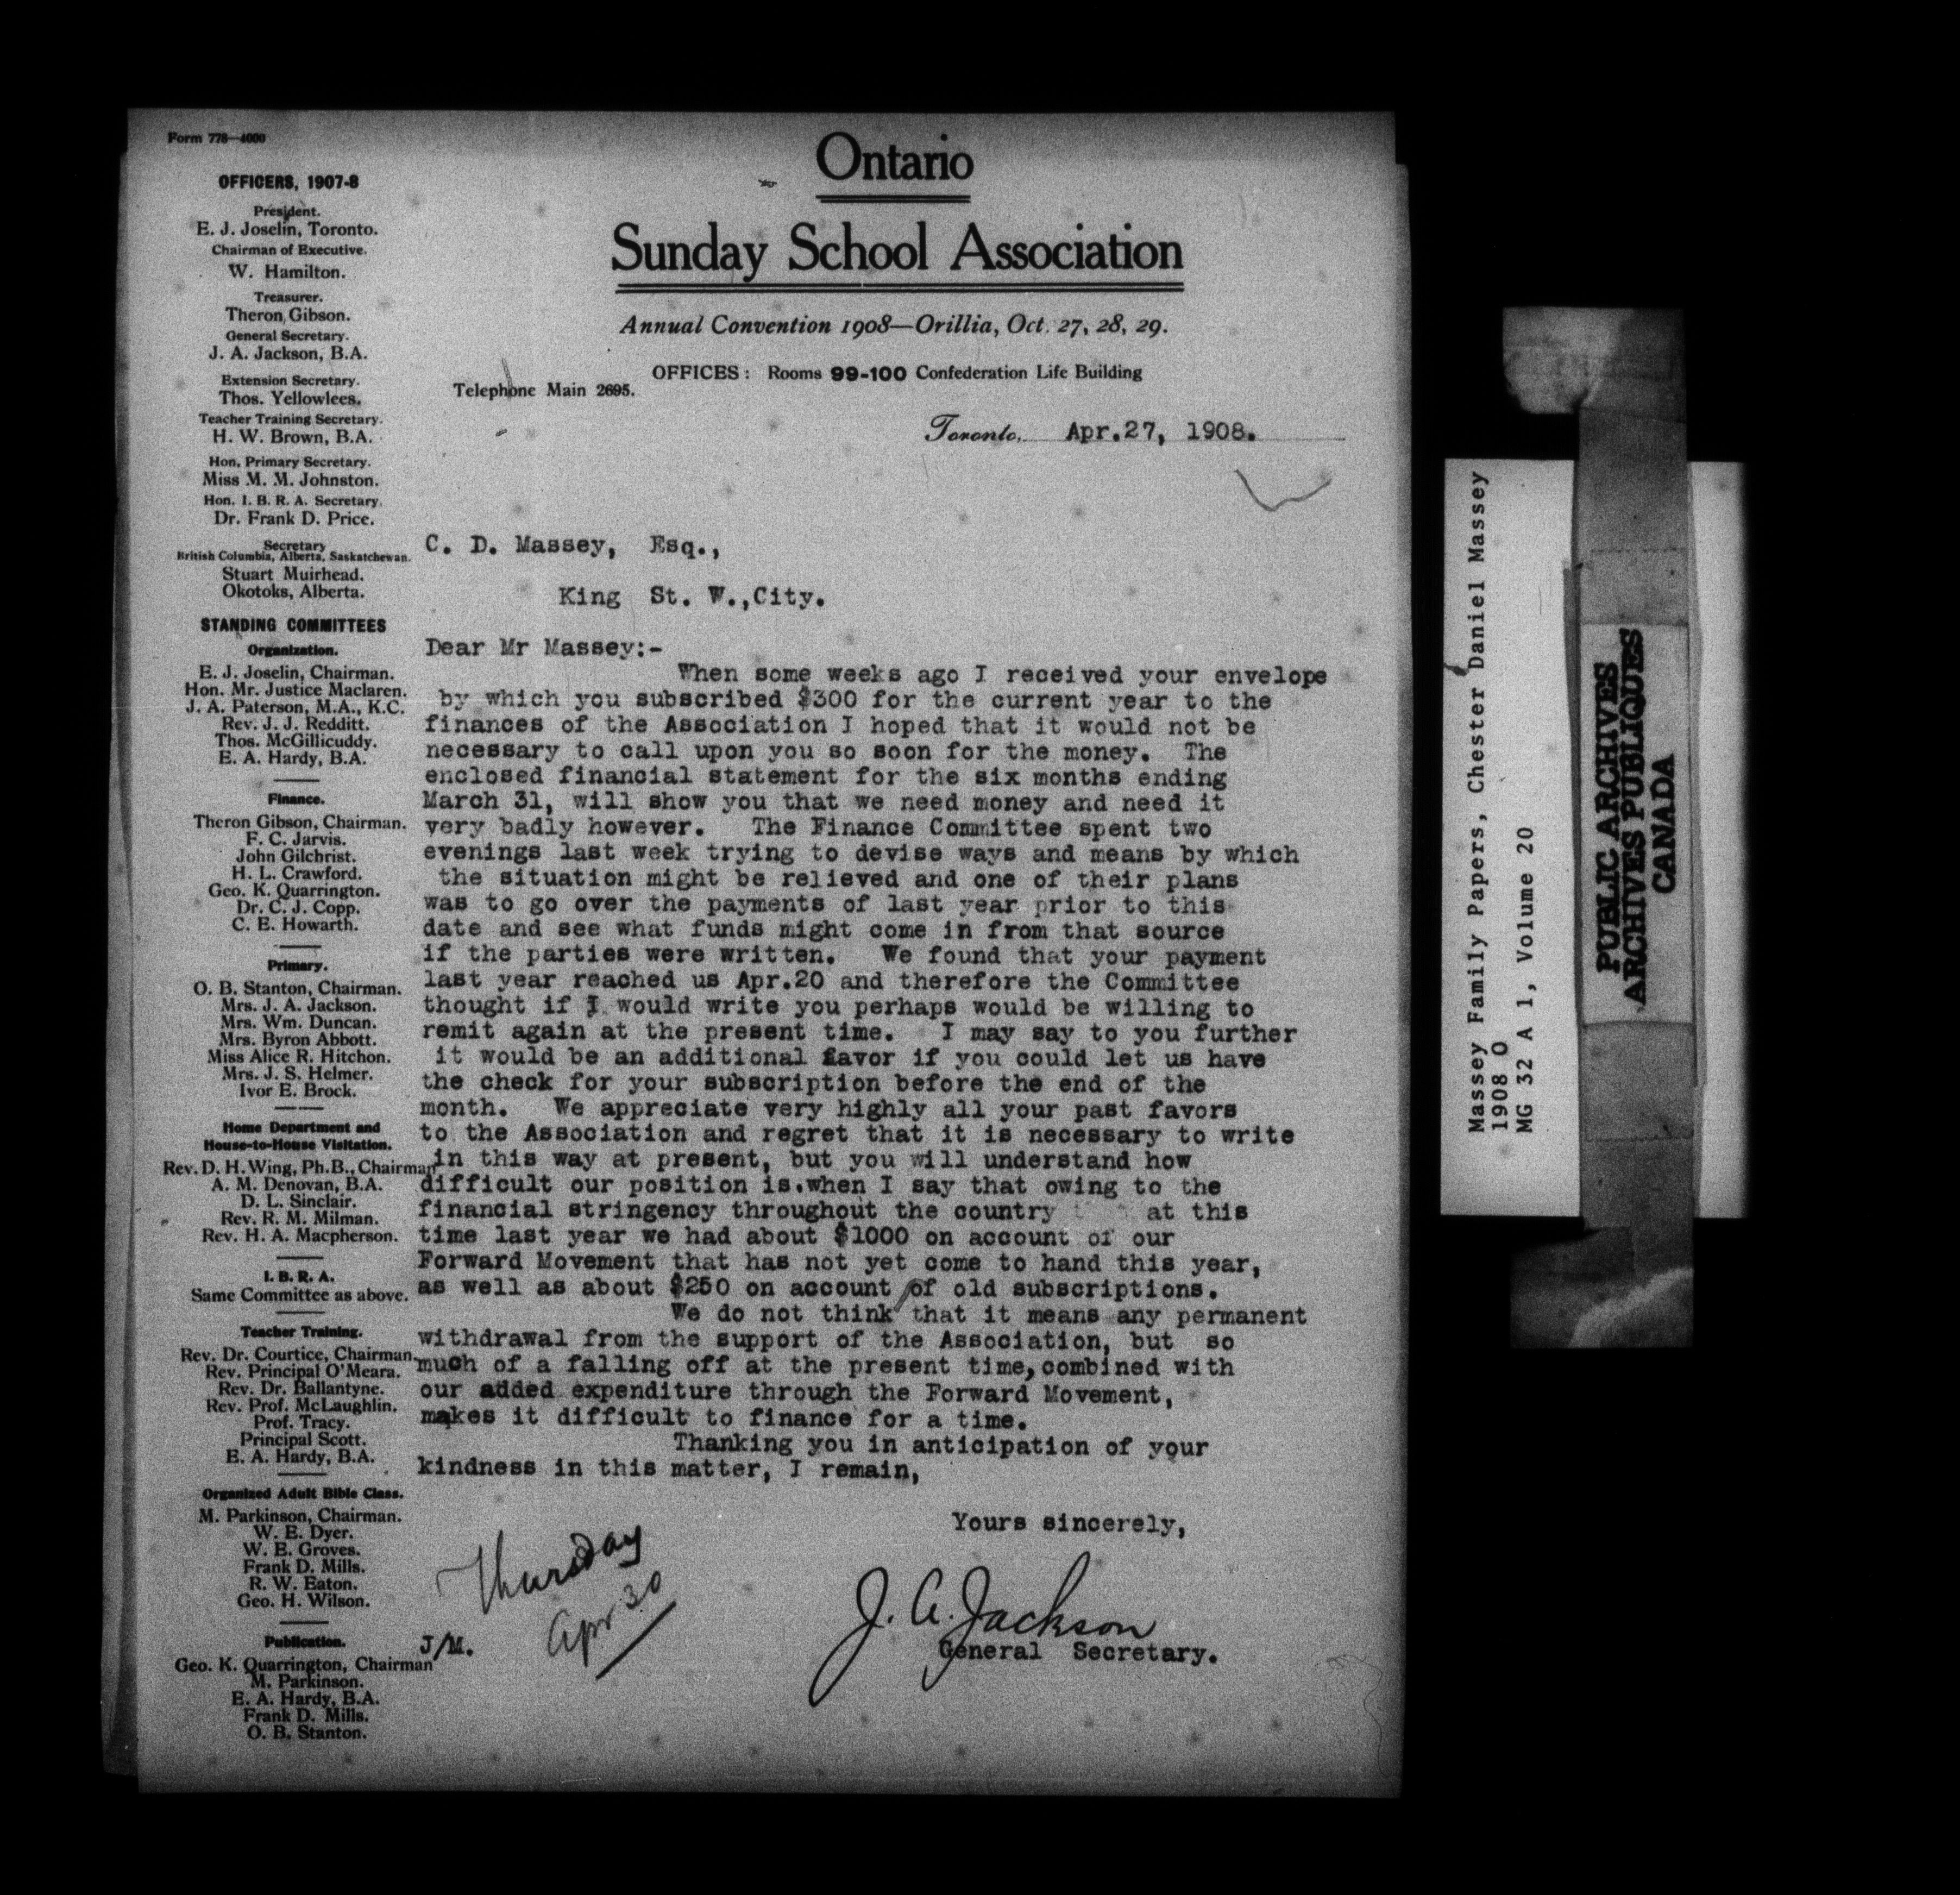 Form 778—4000
Ontario
Sunday School Association
Annual Convention 1908—Orillia, Oct. 27, 28, 29.
OFFICES: Rooms 99-100 Confederation Life Building
Telephone Main 2695.
Toronto, Apr.27, 1908.
OFFICERS, 1907-8
President.
E. J. Joselin, Toronto.
Chairman of Executive.
W. Hamilton.
Treasurer.
Theron Gibson.
General Secretary.
J. A. Jackson, B.A.
Extension Secretary.
Thos. Yellowlees.
Teacher Training Secretary.
H. W. Brown, B.A.
Hon. Primary Secretary.
Miss M. M. Johnston.
Hon. I. B. R. A. Secretary.
Dr. Frank D. Price.
Secretary
British Columbia, Alberta, Saskatchewan.
Stuart Muirhead.
Okotoks, Alberta.
STANDING COMMITTEES
Organization.
E. J. Joselin, Chairman.
Hon. Mr. Justice Maclaren.
J. A. Paterson, M.A., K.C.
Rev. J. J. Redditt.
Thos. McGillicuddy.
E. A. Hardy, B.A.
Finance.
Theron Gibson, Chairman.
F. C. Jarvis.
John Gilchrist.
H. L. Crawford.
Geo. K. Quarrington.
Dr. C. J. Copp.
C. E. Howarth.
Primary.
O. B. Stanton, Chairman.
Mrs. J. A. Jackson.
Mrs. Wm. Duncan.
Mrs. Byron Abbott.
Miss Alice R. Hitchon.
Mrs. J. S. Helmer.
Ivor E. Brock.
Home Department and
House-to-House Visitation.
Rev. D. H. Wing, Ph.B., Chairman
A. M. Denovan, B.A.
D. L. Sinclair.
Rev. R. M. Milman.
Rev. H. A. Macpherson.
I. B. R. A.
Same Committee as above.
Teacher Training.
Rev. Dr. Courtice, Chairman.
Rev. Principal O'Meara.
Rev. Dr. Ballantyne.
Rev. Prof. McLaughlin.
Prof. Tracy.
Principal Scott.
E. A. Hardy, B.A.
Organized Adult Bible Class.
M. Parkinson, Chairman.
W. E. Dyer.
W. E. Groves.
Frank D. Mills.
R. W. Eaton.
Geo. H. Wilson.
Publication.
Geo. K. Quarrington, Chairman
M. Parkinson.
E. A. Hardy, B.A.
Frank D. Mills.
O. B. Stanton.
C. D. Massey, Esq.,
King St. W.,City.
Dear Mr Massey:-
When some weeks ago I received your envelope
by which you subscribed $300 for the current year to the
finances of the Association I hoped that it would not be
necessary to call upon you so soon for the money. The
enclosed financial statement for the six months ending
March 31, will show you that we need money and need it
very badly however. The Finance Committee spent two
evenings last week trying to devise ways and means by which
the situation might be relieved and one of their plans
was to go over the payments of last year prior to this
date and see what funds might come in from that source
if the parties were written. We found that your payment
last year reached us Apr.20 and therefore the Committee
thought if I would write you perhaps would be willing to
remit again at the present time. I may say to you further
it would be an additional favor if you could let us have
the check for your subscription before the end of the
month. We appreciate very highly all your past favors
to the Association and regret that it is necessary to write
in this way at present, but you will understand how
difficult our position is.when I say that owing to the
financial stringency throughout the country at this
time last year we had about $1000 on account of our
Forward Movement that has not yet come to hand this year,
as well as about $250 on account of old subscriptions.
We do not think that it means any permanent
withdrawal from the support of the Association, but so
much of a falling off at the present time, combined with
our added expenditure through the Forward Movement,
makes it difficult to finance for a time.
Thanking you in anticipation of your
kindness in this matter, I remain,
Yours sincerely,
J. A. Jackson
General Secretary.
J/M.
Thursday
Apr 30
Massey Family Papers, Chester Daniel Massey
1908 O
MG 32 A 1, Volume 20
PUBLIC ARCHIVES
ARCHIVES PUBLIQUES
CANADA